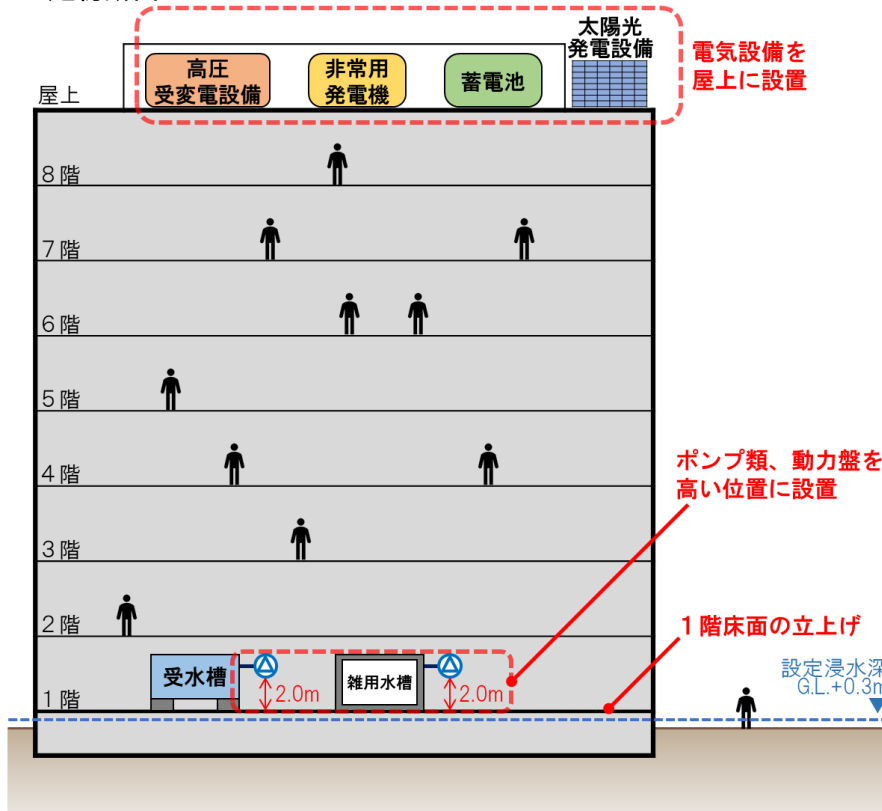 太陽光
発電設備
電気設備を
屋上に設置
高圧
受変電設備
非常用
発電機
蓄電池
屋上
8階
7階
6階
5階
4階
ポンプ類、動力盤を
高い位置に設置
3階
2階
1階床面の立上げ
受水槽
2.0m
雑用水槽
2.0m
設定浸水深
G.L.+0.3m
1階